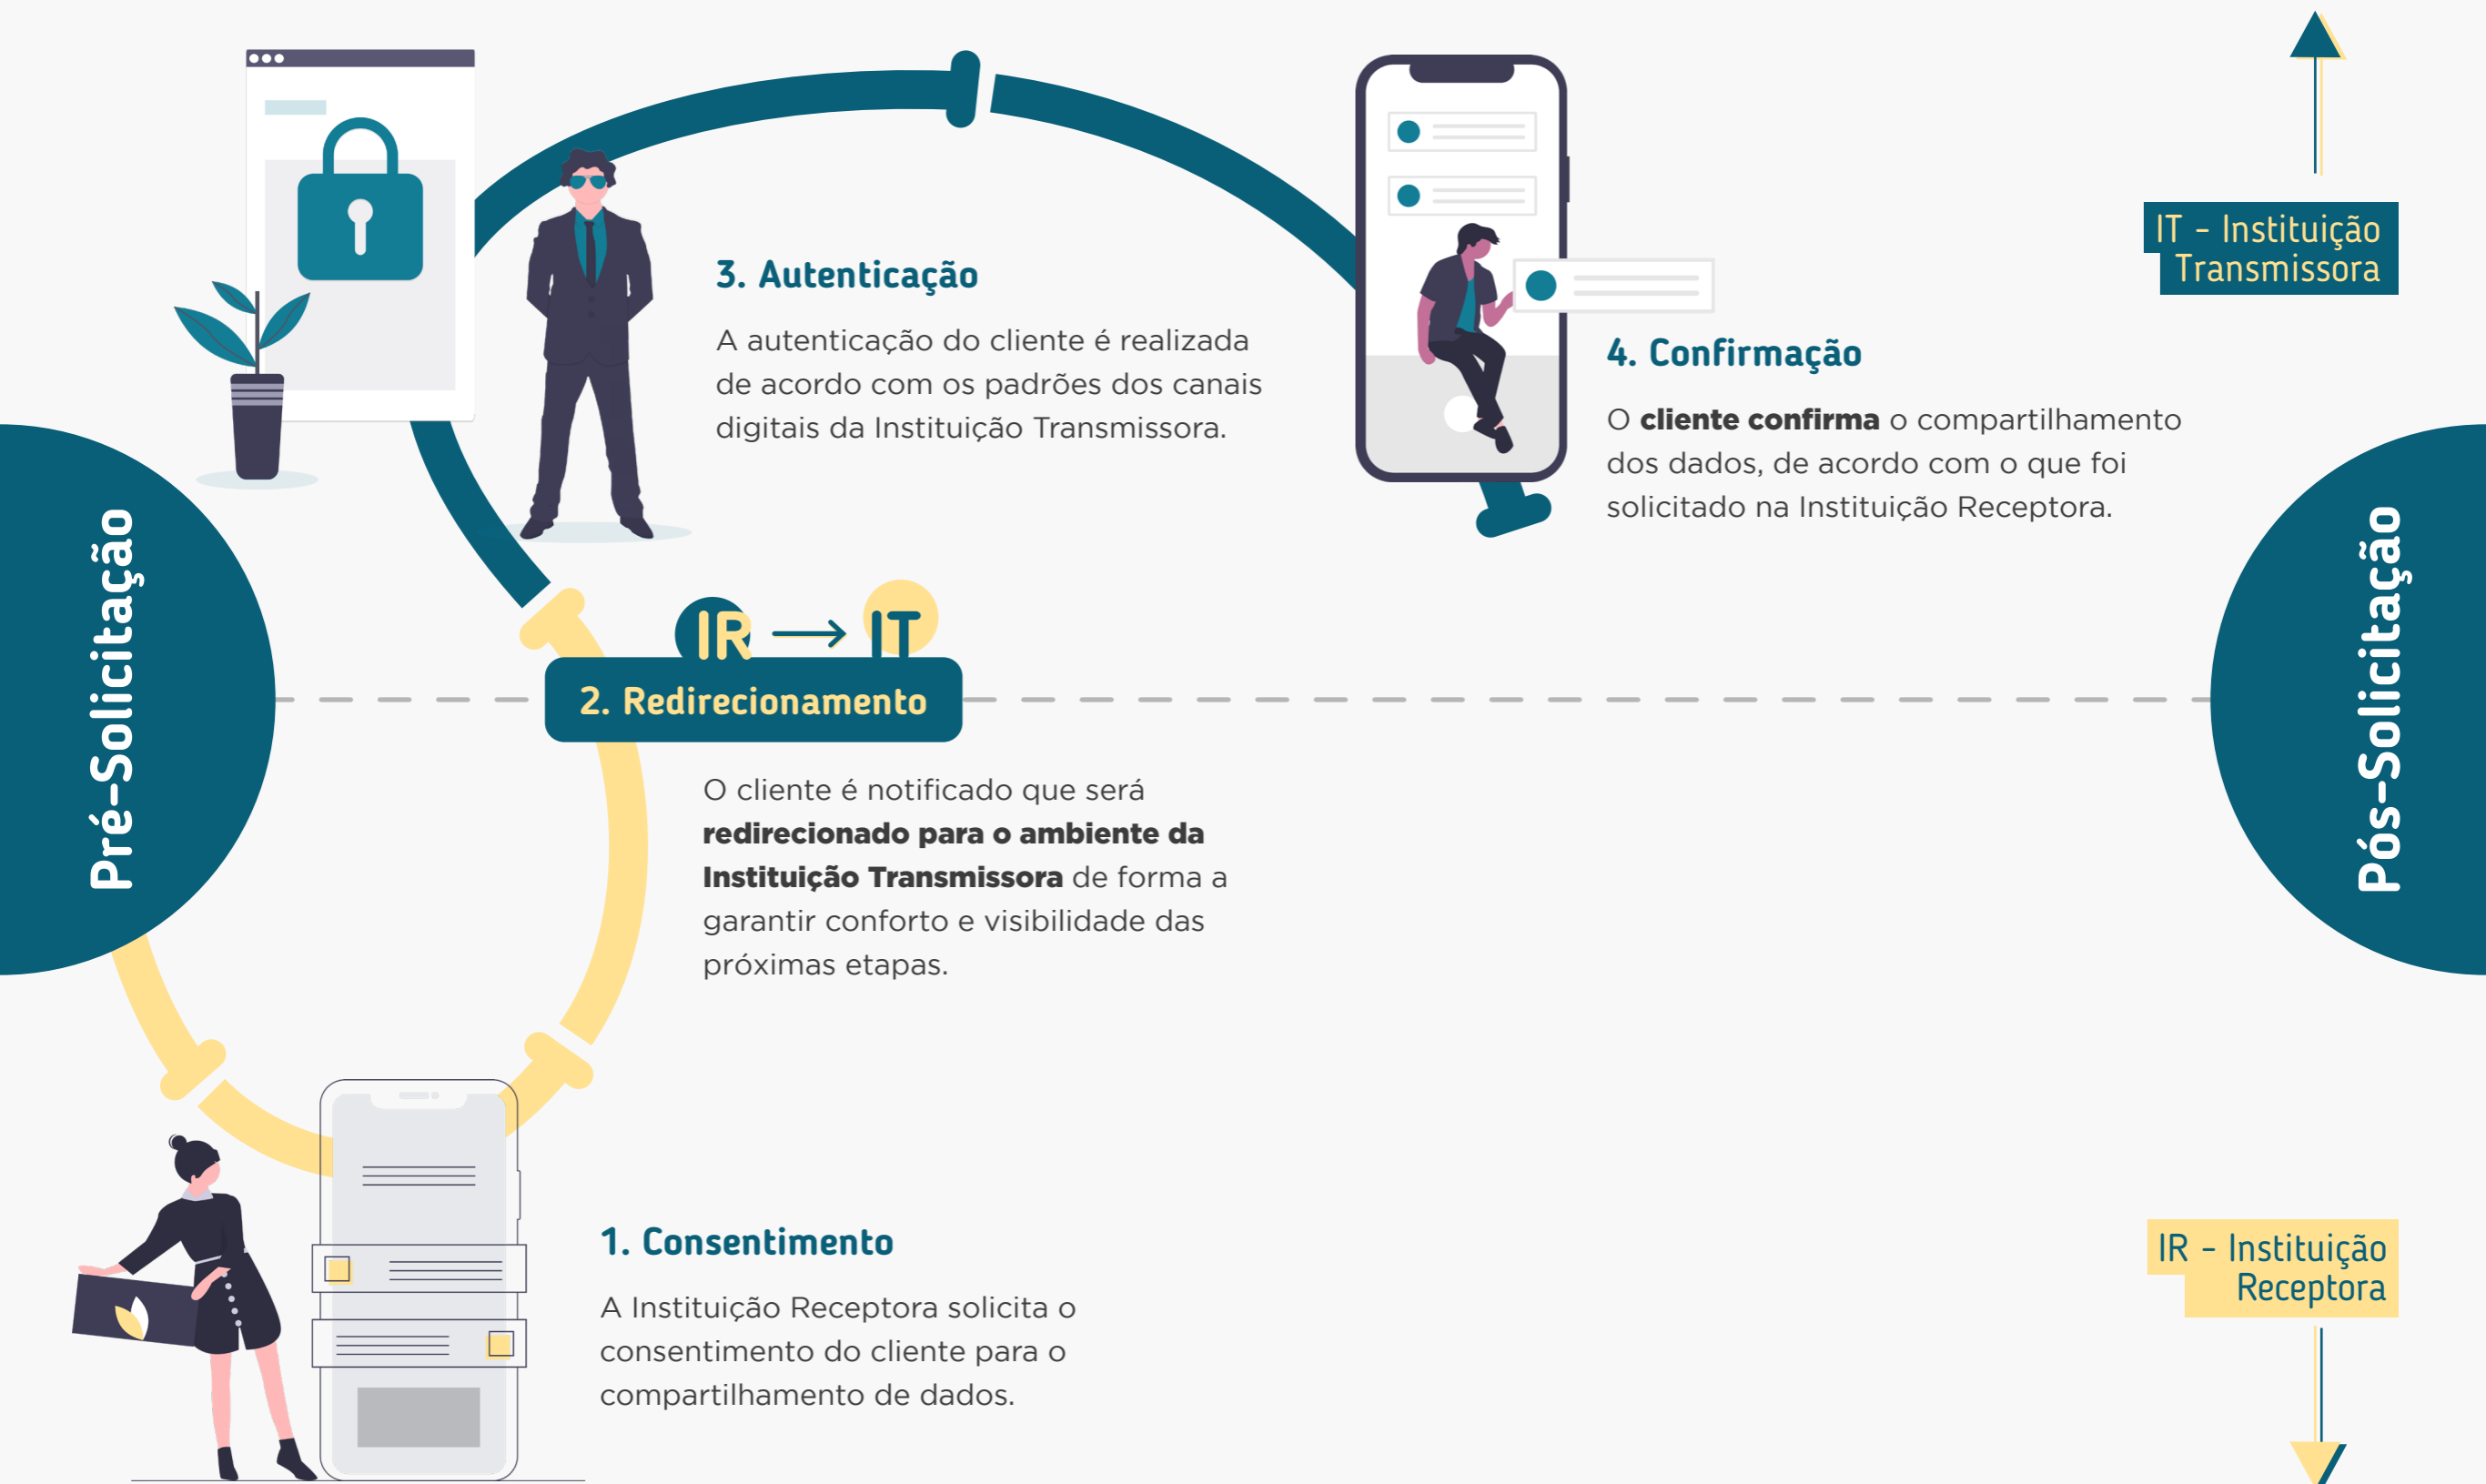 Pré-Solicitação
3. Autenticação
A autenticação do cliente é realizada
de acordo com os padrões dos canais
digitais da Instituição Transmissora.
4. Confirmação
O cliente confirma o compartilhamento
dos dados, de acordo com o que foi
solicitado na Instituição Receptora.
IT - Instituição
Transmissora
IR → IT
2. Redirecionamento
O cliente é notificado que será
redirecionado para o ambiente da
Instituição Transmissora de forma a
garantir conforto e visibilidade das
próximas etapas.
Pós-Solicitação
1. Consentimento
A Instituição Receptora solicita o
consentimento do cliente para o
compartilhamento de dados.
IR - Instituição
Receptora